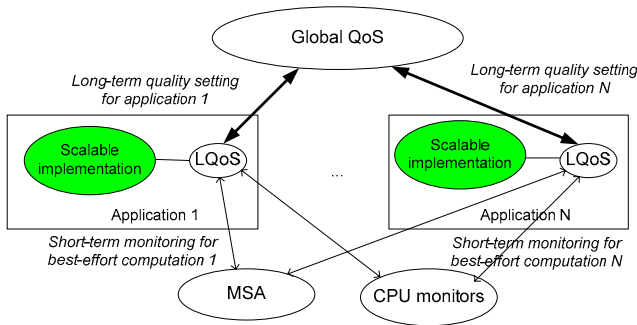 Global QoS
Long-term quality setting
for application 1
Long-term quality setting
for application N
Scalable
implementation
LQoS
Application 1
...
Scalable
implementation
LQoS
Application N
Short-term monitoring for
best-effort computation 1
Short-term monitoring for
best-effort computation N
MSA
CPU monitors